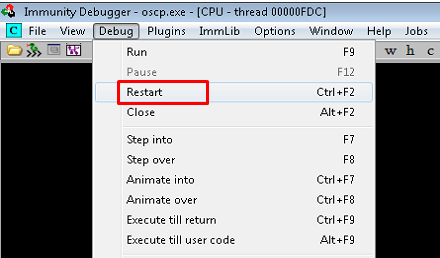 Immunity Debugger - oscp.exe - [CPU - thread 00000FDC]
C File View Debug Plugins ImmLib Options Window Help Jobs
w h c
Run F9
Pause F12
Restart Ctrl+F2
Close Alt+F2
Step into F7
Step over F8
Animate into Ctrl+F7
Animate over Ctrl+F8
Execute till return Ctrl+F9
Execute till user code Alt+F9